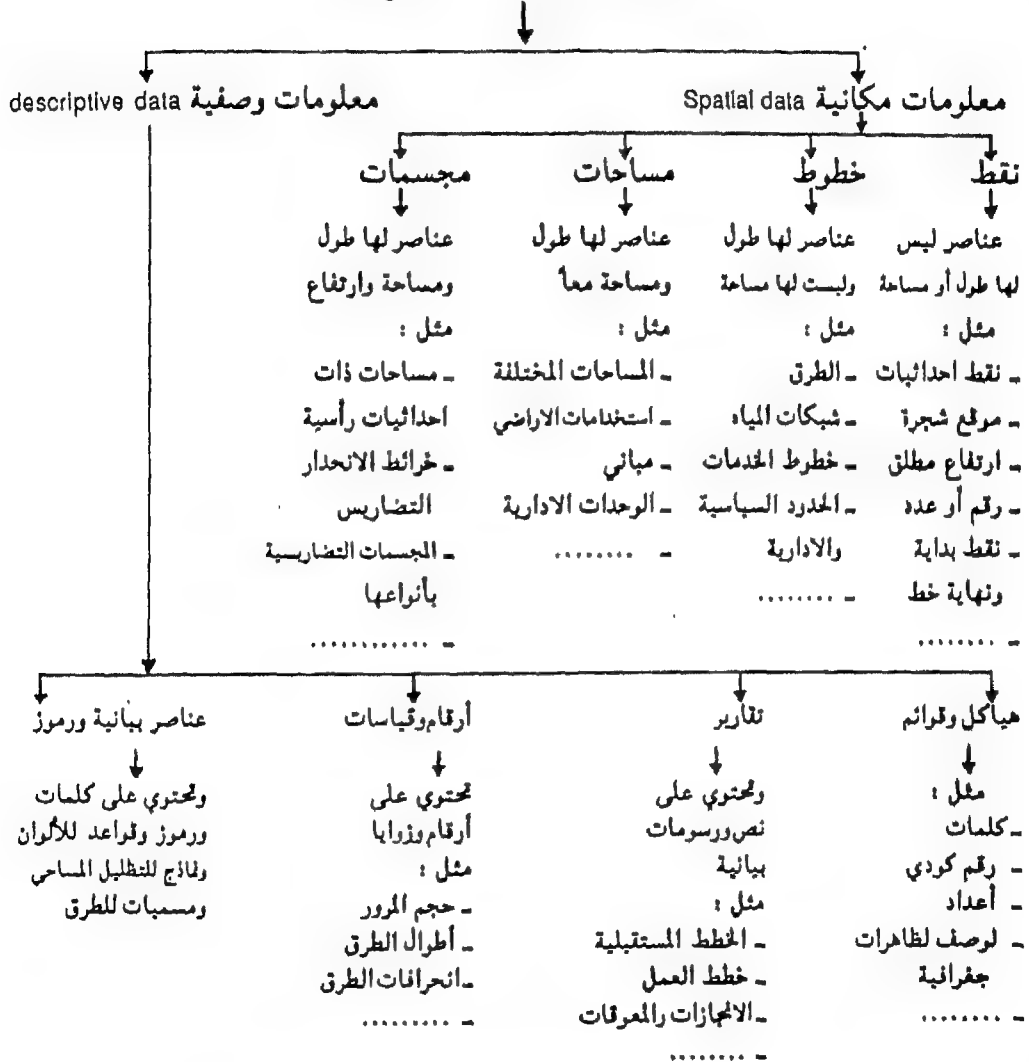 معلومات مكانية Spatial data
معلومات وصفية descriptive data
نقط
عناصر ليس
لها طول أو مساحة
مثل :
ـ نقط احداثيات
ـ موقع شجرة
ـ ارتفاع مطلق
ـ رقم أو عدد
ـ نقط بداية
ونهاية خط
ـ ........
خطوط
عناصر لها طول
وليست لها مساحة
مثل :
ـ الطرق
ـ شبكات المياه
ـ خطوط الخدمات
ـ الحدود السياسية
والادارية
ـ ........
مساحات
عناصر لها طول
ومساحة معاً
مثل :
ـ المساحات المختلفة
ـ استخدامات الاراضي
ـ مباني
ـ الوحدات الادارية
ـ ........
مجسمات
عناصر لها طول
ومساحة وارتفاع
مثل :
ـ مساحات ذات
احداثيات رأسية
ـ خرائط الانحدار
التضاريس
ـ المجسمات التضاريسية
بأنواعها
ـ ............
هياكل وقوائم
مثل :
ـ كلمات
ـ رقم كودي
ـ أعداد
ـ لوصف لظاهرات
جغرافية
ـ ........
تقارير
وتحتوي على
نص ورسومات
بيانية
مثل :
ـ الخطط المستقبلية
ـ خطط العمل
ـ الانجازات والمعوقات
ـ ........
أرقام وقياسات
تحتوي على
أرقام وزوايا
مثل :
ـ حجم المرور
ـ أطوال الطرق
ـ انحرافات الطرق
ـ .........
عناصر بيانية ورموز
وتحتوي على كلمات
ورموز وقواعد للألوان
ونماذج للتظليل المساحي
ومسميات للطرق